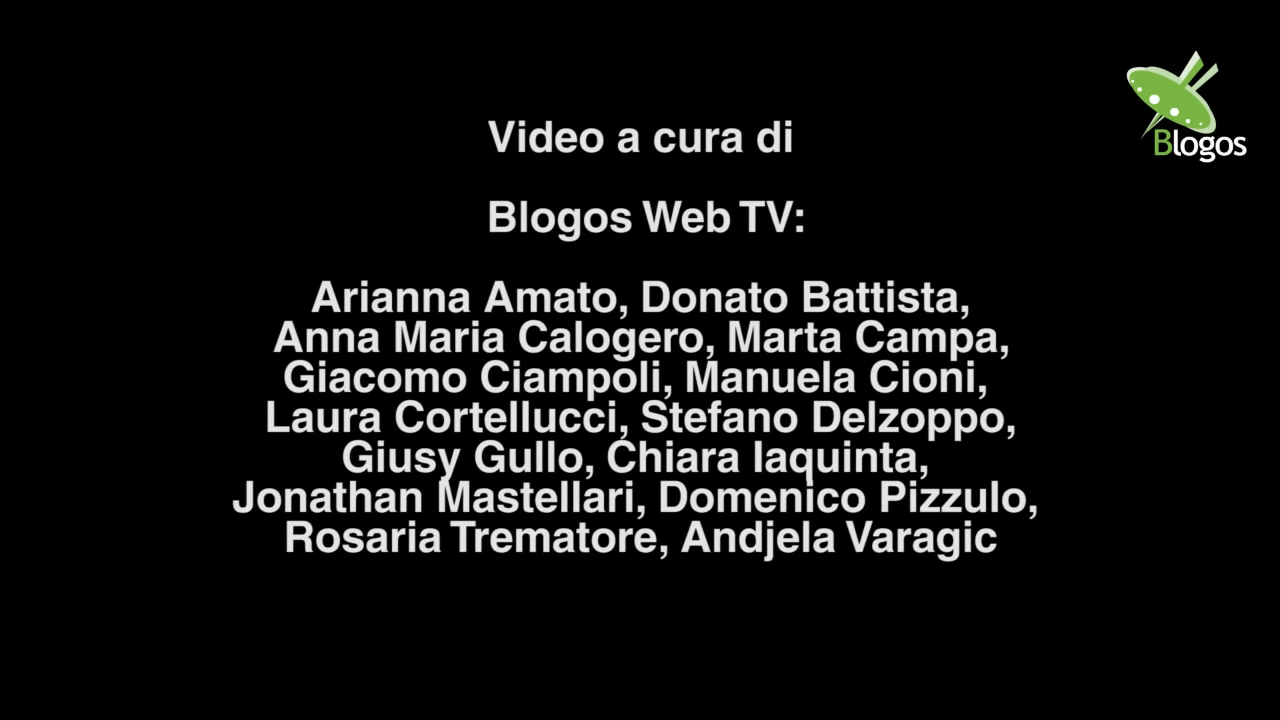 Blogos
Video a cura di
Blogos Web TV:
Arianna Amato, Donato Battista,
Anna Maria Calogero, Marta Campa,
Giacomo Ciampoli, Manuela Cioni,
Laura Cortellucci, Stefano Delzoppo,
Giusy Gullo, Chiara Iaquinta,
Jonathan Mastellari, Domenico Pizzulo,
Rosaria Trematore, Andjela Varagic